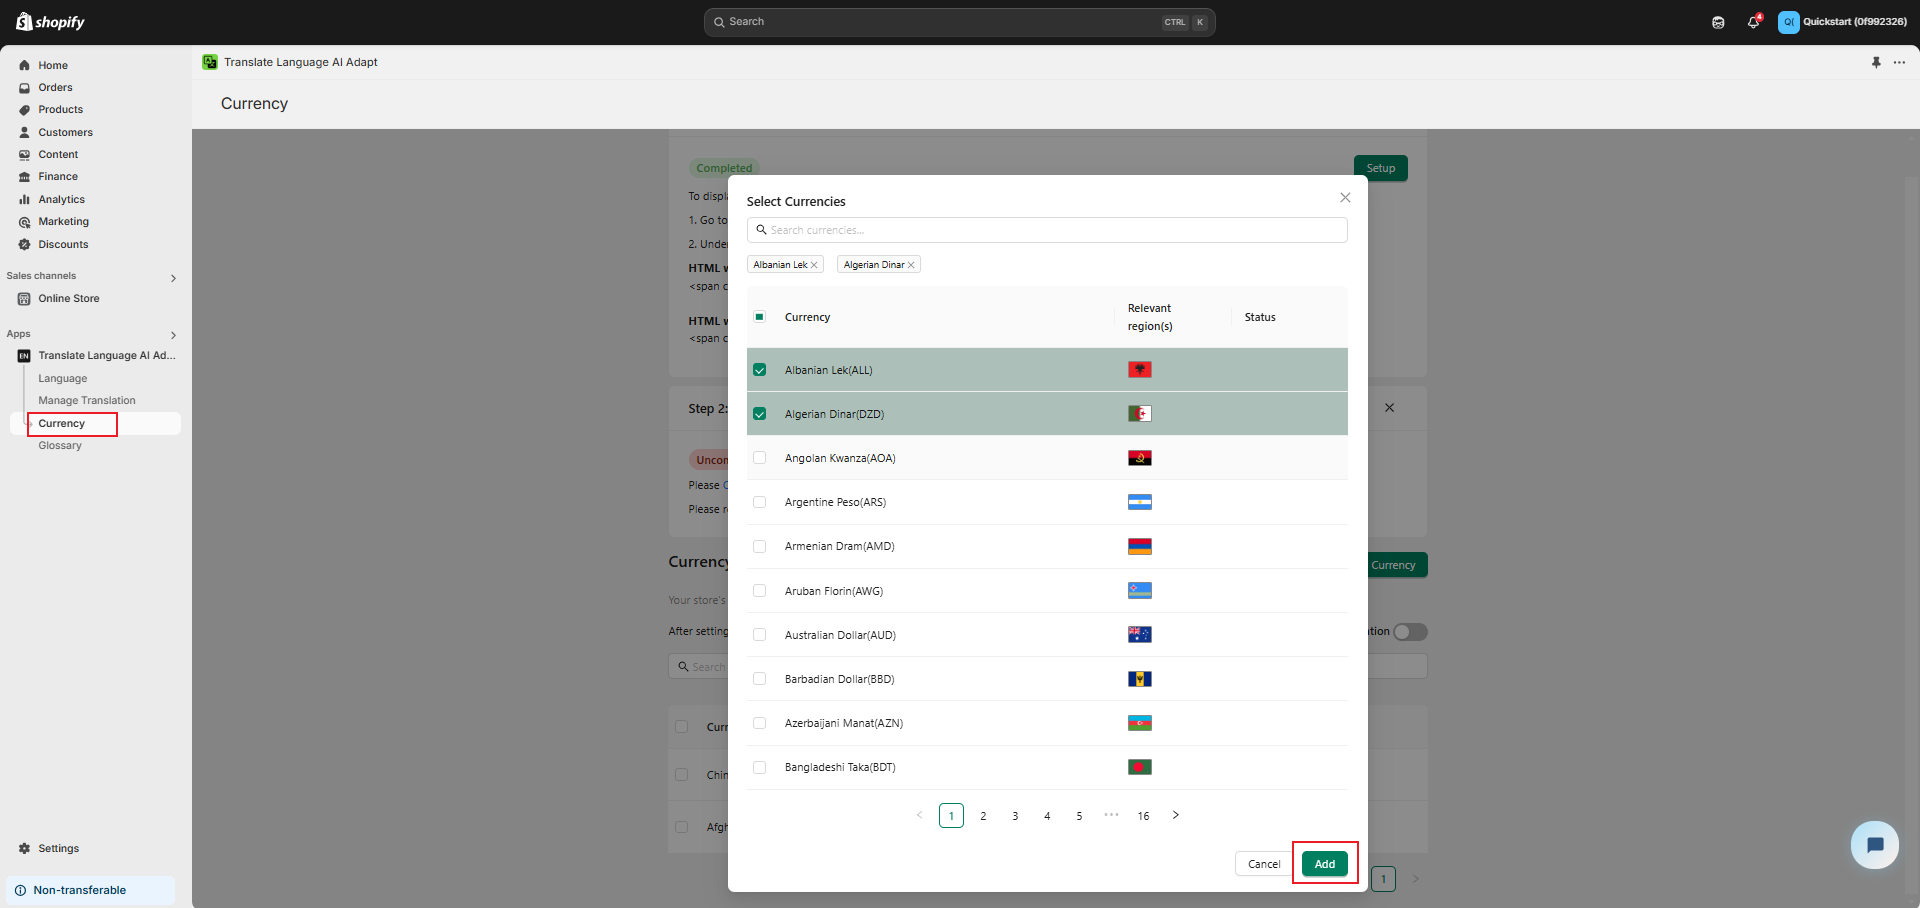 shopify
Search
CTRL K
4
Q(
Quickstart (0f992326)
Home
Orders
Products
Customers
Content
Finance
Analytics
Marketing
Discounts
Sales channels
Online Store
Apps
EN
Translate Language AI Ad...
Language
Manage Translation
Currency
Glossary
Settings
Non-transferable
Translate Language AI Adapt
Currency
Completed
Setup
To displa
1. Go to
2. Unde
HTML
<span c
HTML
<span c
Step 2:
Uncon
Please
Please r
Currency
Currency
Your store's
After setting
Search
Curr
Chin
Afgh
1
Select Currencies
Search currencies...
Albanian Lek
Algerian Dinar
Currency
Relevant
region(s)
Status
Albanian Lek(ALL)
Algerian Dinar(DZD)
Angolan Kwanza(AOA)
Argentine Peso(ARS)
Armenian Dram(AMD)
Aruban Florin(AWG)
Australian Dollar(AUD)
Barbadian Dollar(BBD)
Azerbaijani Manat(AZN)
Bangladeshi Taka(BDT)
1 2 3 4 5 ••• 16
Cancel
Add